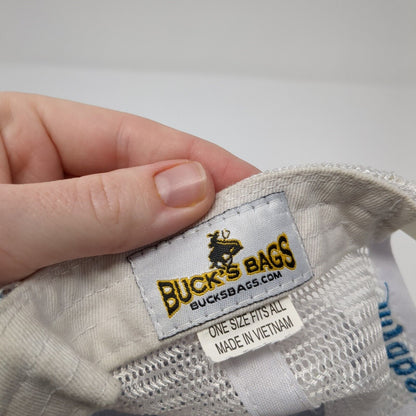 BUCK'S BAGS
BUCKSBAGS.COM
ONE SIZE FITS ALL
MADE IN VIETNAM